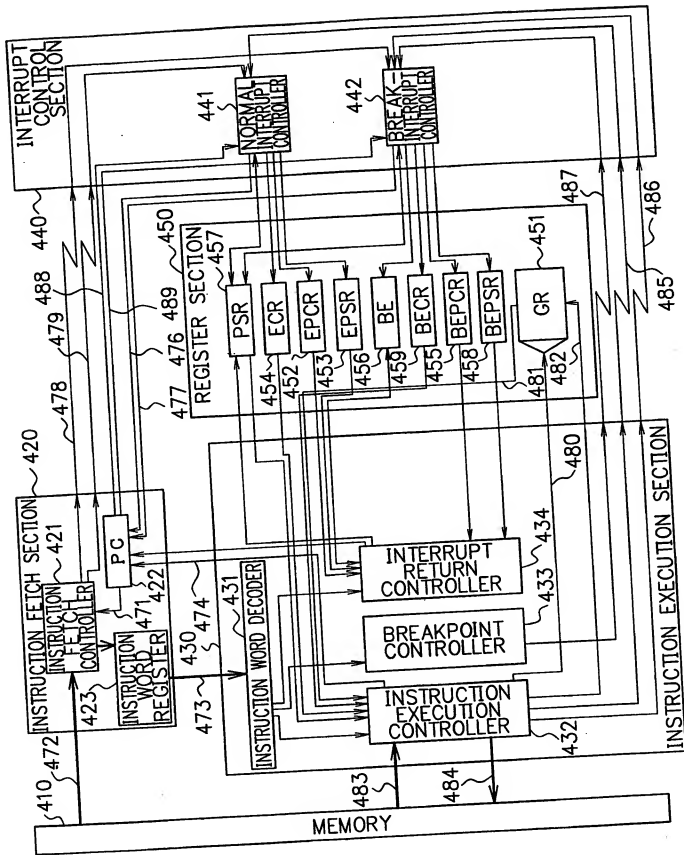 INTERRUPT
CONTROL
SECTION
440
441
NORMAL
INTERRUPT
CONTROLLER
442
BREAK-
INTERRUPT
CONTROLLER
478
479
488
489
476
477
487
486
485
450
REGISTER SECTION
457
PSR
454
ECR
452
EPCR
453
EPSR
456
BE
459
BECR
455
BEPCR
458
BEPSR
451
GR
481
482
480
420
INSTRUCTION FETCH SECTION
421
INSTRUCTION
FETCH
CONTROLLER
PC
422
471
423
INSTRUCTION
WORD
REGISTER
410
472
473
474
430
431
INSTRUCTION WORD DECODER
INTERRUPT
RETURN
CONTROLLER
434
BREAKPOINT
CONTROLLER
433
INSTRUCTION
EXECUTION
CONTROLLER
432
INSTRUCTION EXECUTION SECTION
483
484
MEMORY